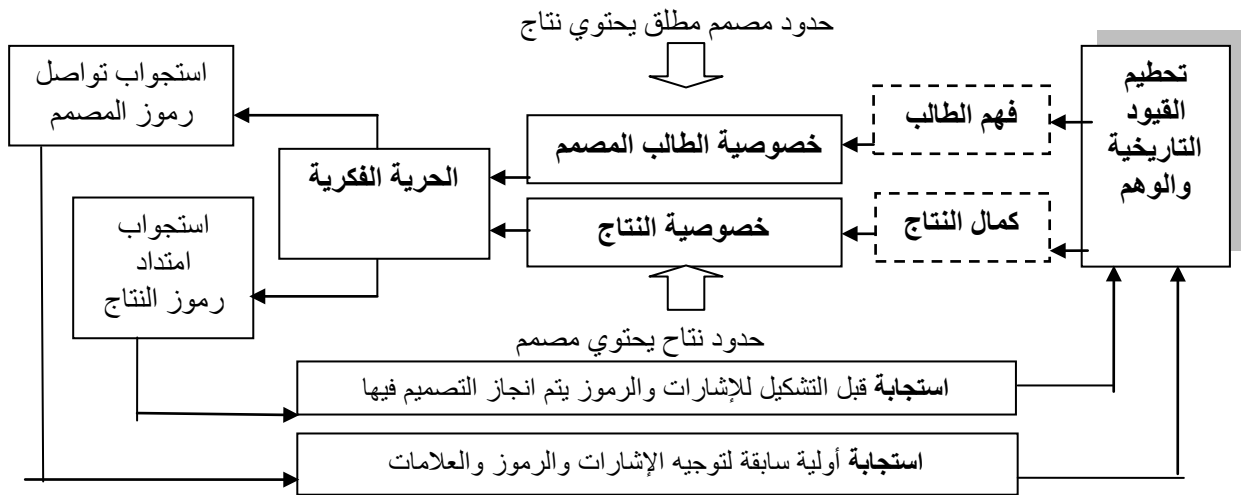 حدود مصمم مطلق يحتوي نتاج
تحطيم
القيود
التاريخية
والوهم
فهم الطالب
كمال النتاج
خصوصية الطالب المصمم
خصوصية النتاج
الحرية الفكرية
استجواب تواصل
رموز المصمم
استجواب
امتداد
رموز النتاج
حدود نتاح يحتوي مصمم
استجابة قبل التشكيل للإشارات والرموز يتم انجاز التصميم فيها
استجابة أولية سابقة لتوجيه الإشارات والرموز والعلامات